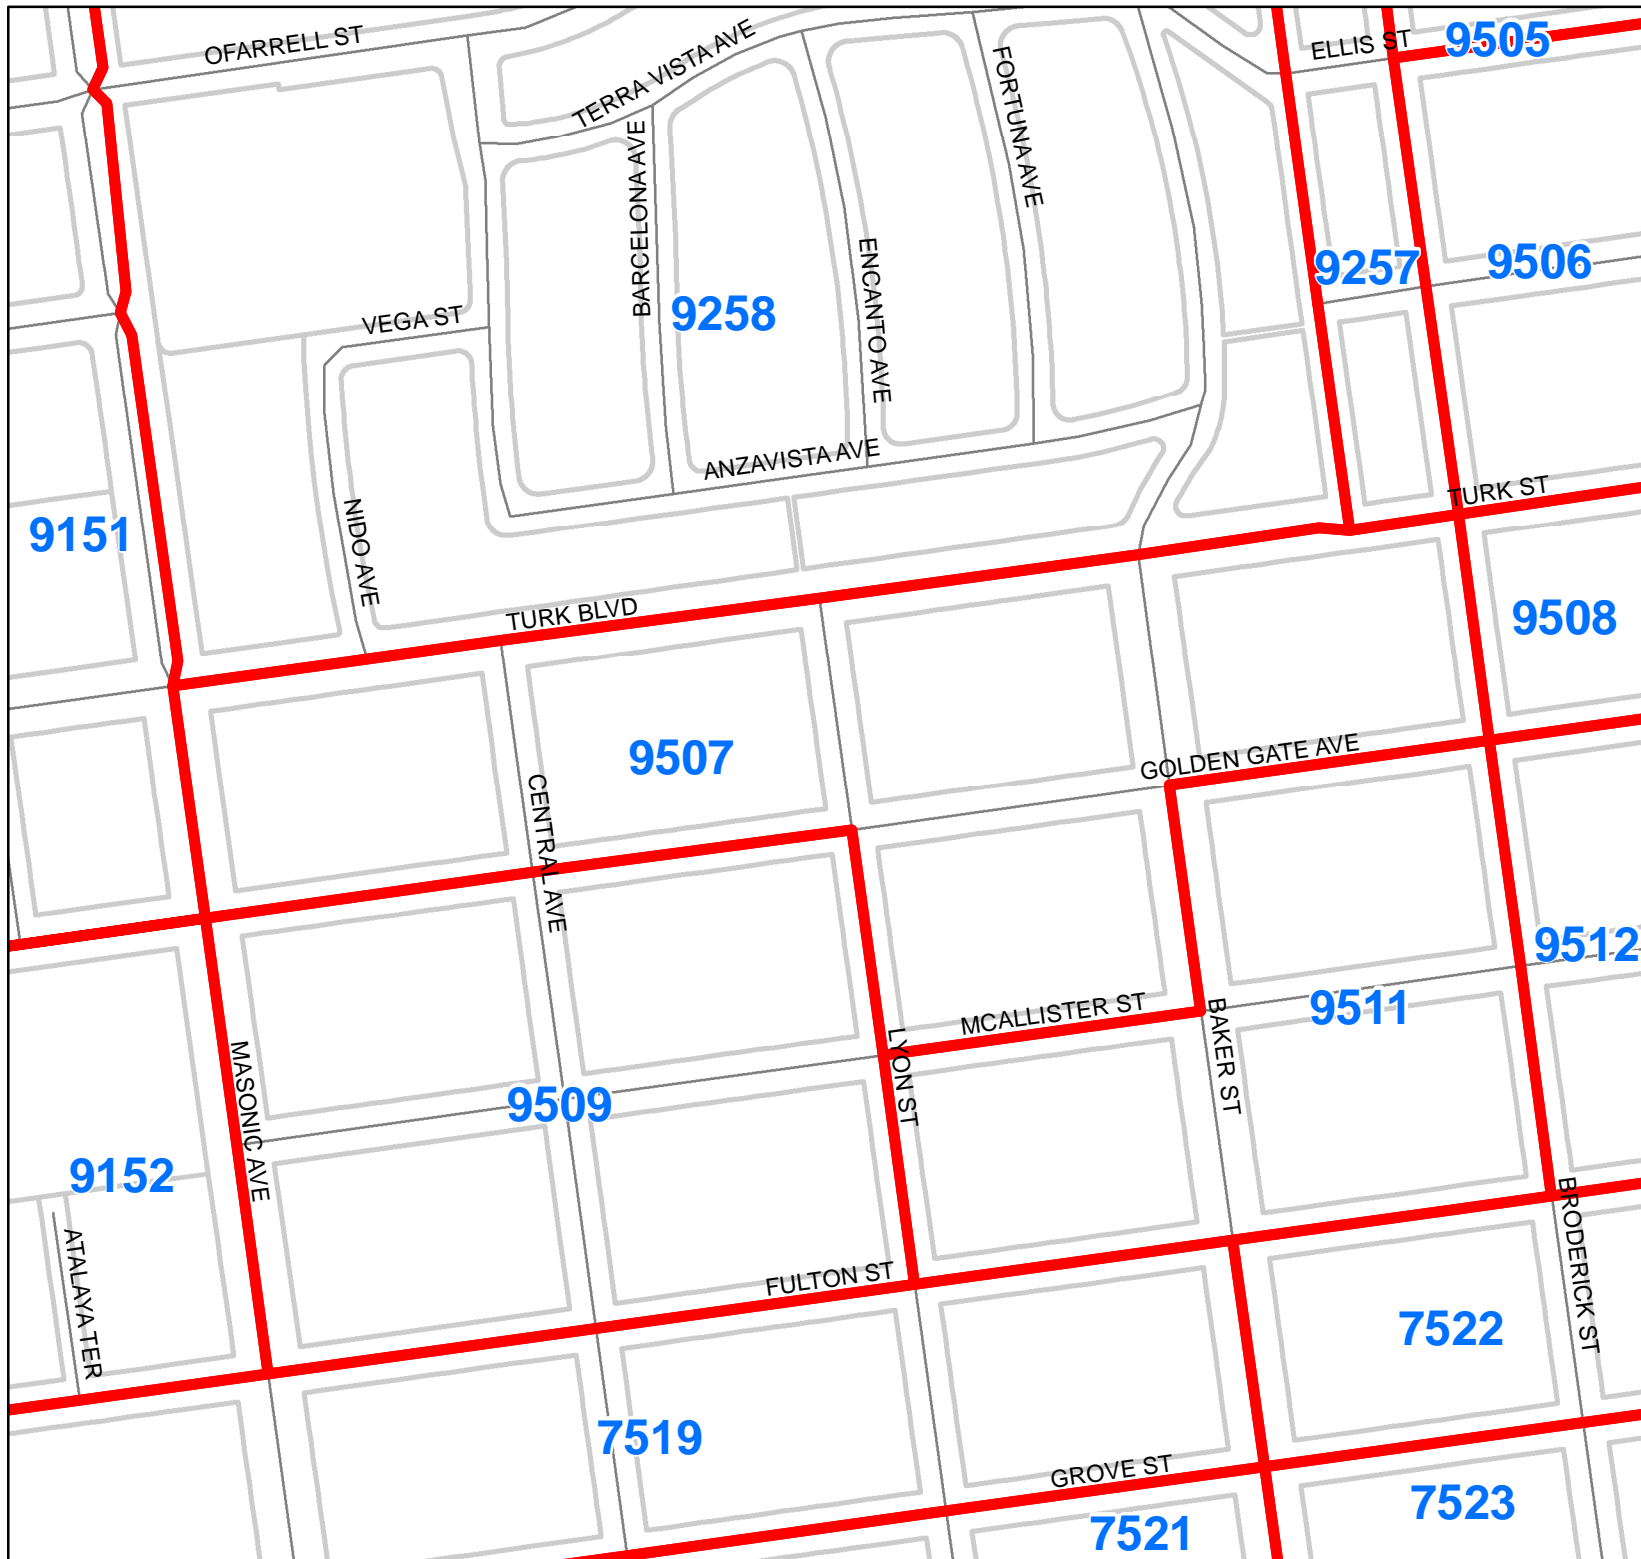 OFARRELL ST
TERRA VISTA AVE
ELLIS ST
9505
FORTUNA AVE
BARCELONA AVE
ENCANTO AVE
9257
9506
VEGA ST
9258
ANZAVISTA AVE
TURK ST
9151
NIDO AVE
TURK BLVD
9508
9507
GOLDEN GATE AVE
CENTRAL AVE
9512
MCALLISTER ST
9511
BAKER ST
LYON ST
MASONIC AVE
9509
9152
ATALAYA TER
BRODERICK ST
FULTON ST
7522
7519
GROVE ST
7523
7521